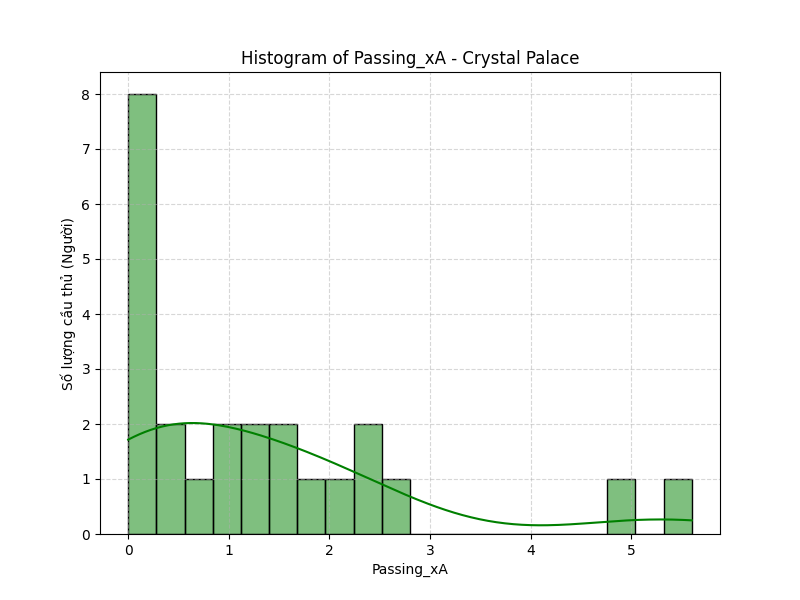 Histogram of Passing_xA - Crystal Palace
Số lượng cầu thủ (Người)
8
7
6
5
4
3
2
1
0
0 1 2 3 4 5
Passing_xA